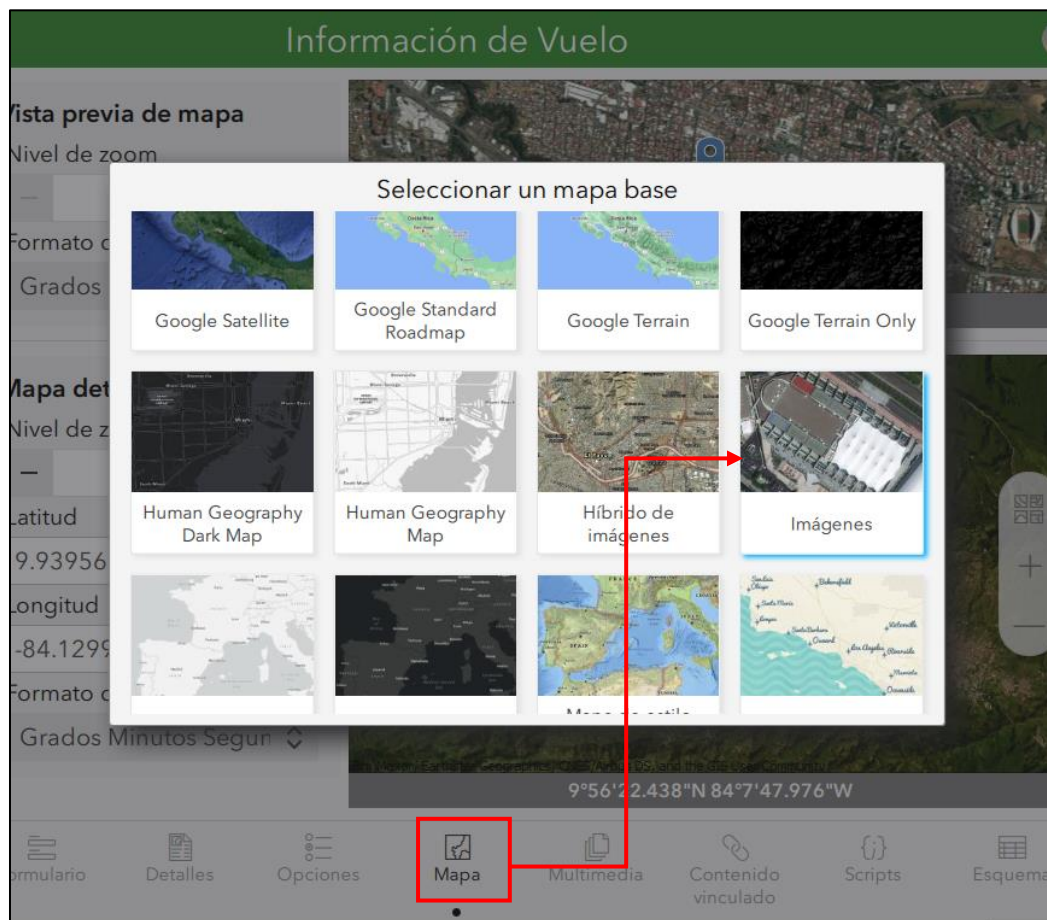 Información de Vuelo
Vista previa de mapa
Nivel de zoom
Formato
Grados
Mapa
Nivel de
Latitud
9.93956
Longitud
-84.1299
Formato
Grados Minutos Segun
Seleccionar un mapa base
Google Satellite
Google Standard
Roadmap
Google Terrain
Google Terrain Only
Human Geography
Dark Map
Human Geography
Map
Híbrido de
imágenes
Imágenes
9°56'22.438"N 84°7'47.976"W
Detalles
Opciones
Mapa
Multimedia
Contenido
vinculado
Scripts
Esquema